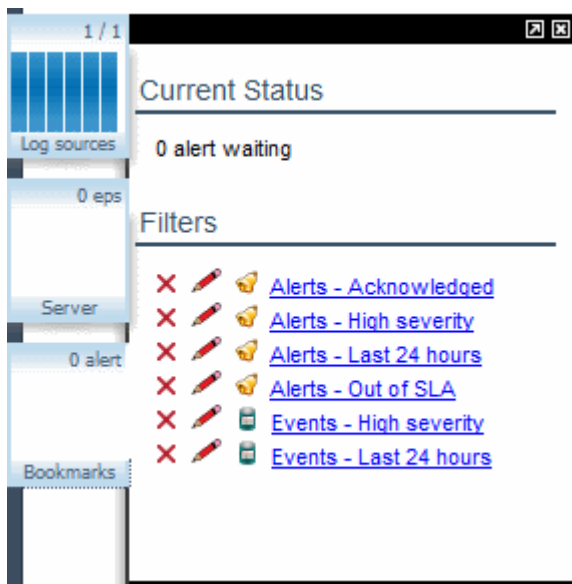 1 / 1
Log sources
0 eps
Server
0 alert
Bookmarks
Current Status
0 alert waiting
Filters
Alerts - Acknowledged
Alerts - High severity
Alerts - Last 24 hours
Alerts - Out of SLA
Events - High severity
Events - Last 24 hours